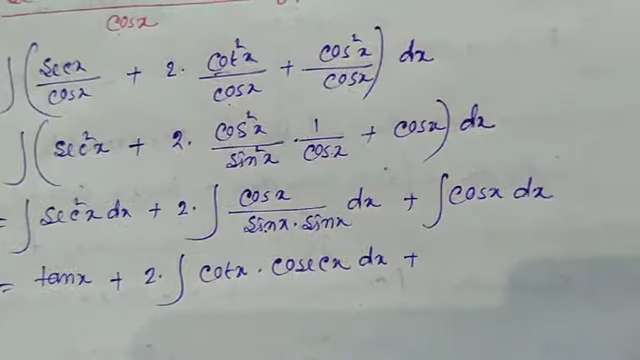 cosx
∫(secx/cosx + 2. cot²x/cosx + cos²x/cosx) dx
∫(sec²x + 2. cos²x/sin²x . 1/cosx + cosx) dx
= ∫sec²x dx + 2. ∫ cosx/sinx.sinx dx + ∫cosx dx
= tanx + 2. ∫ cotx . cosecx dx +